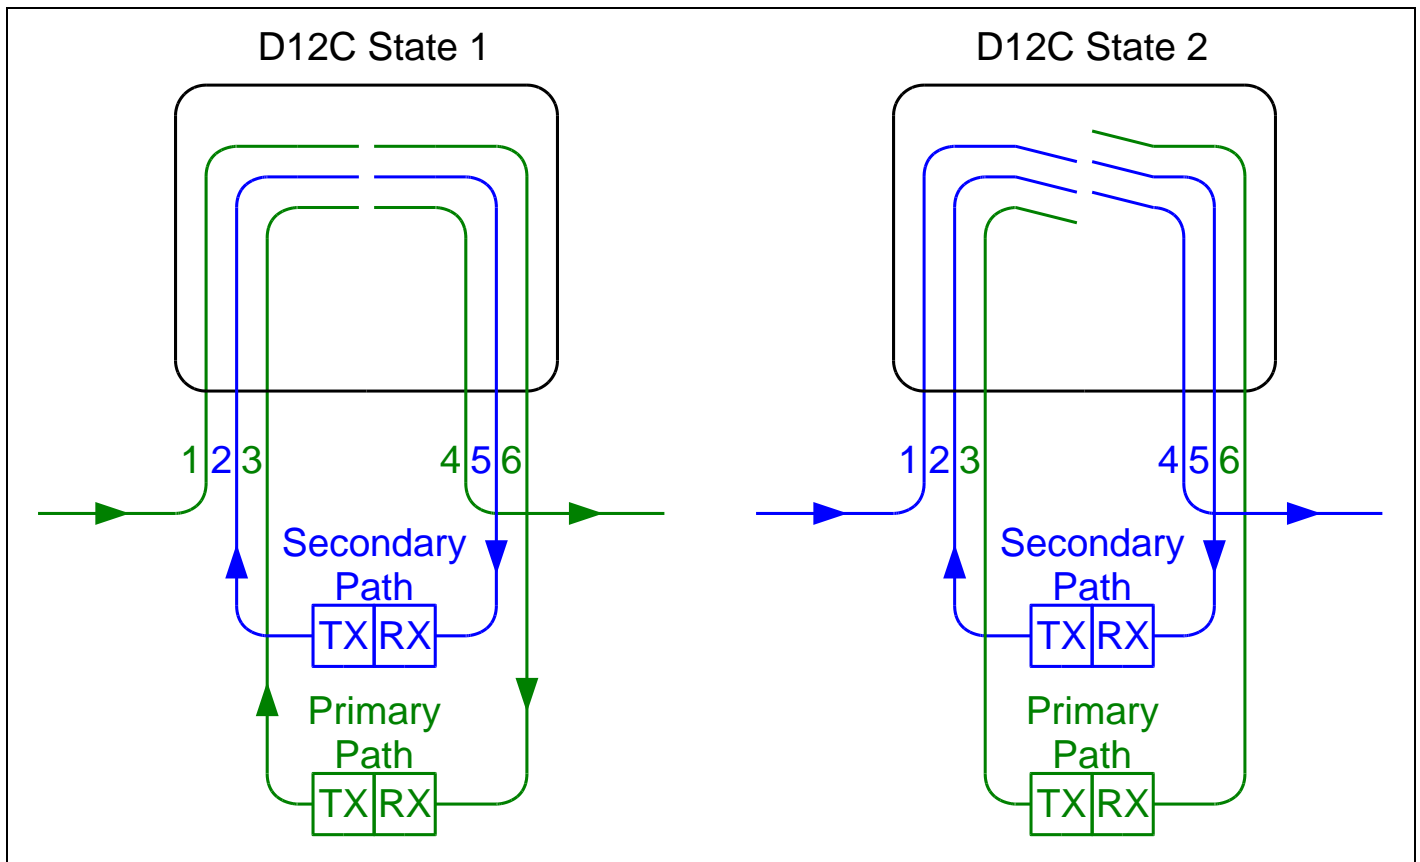 D12C State 1
1 2 3 4 5 6
Secondary
Path
TX RX
Primary
Path
TX RX
D12C State 2
1 2 3 4 5 6
Secondary
Path
TX RX
Primary
Path
TX RX